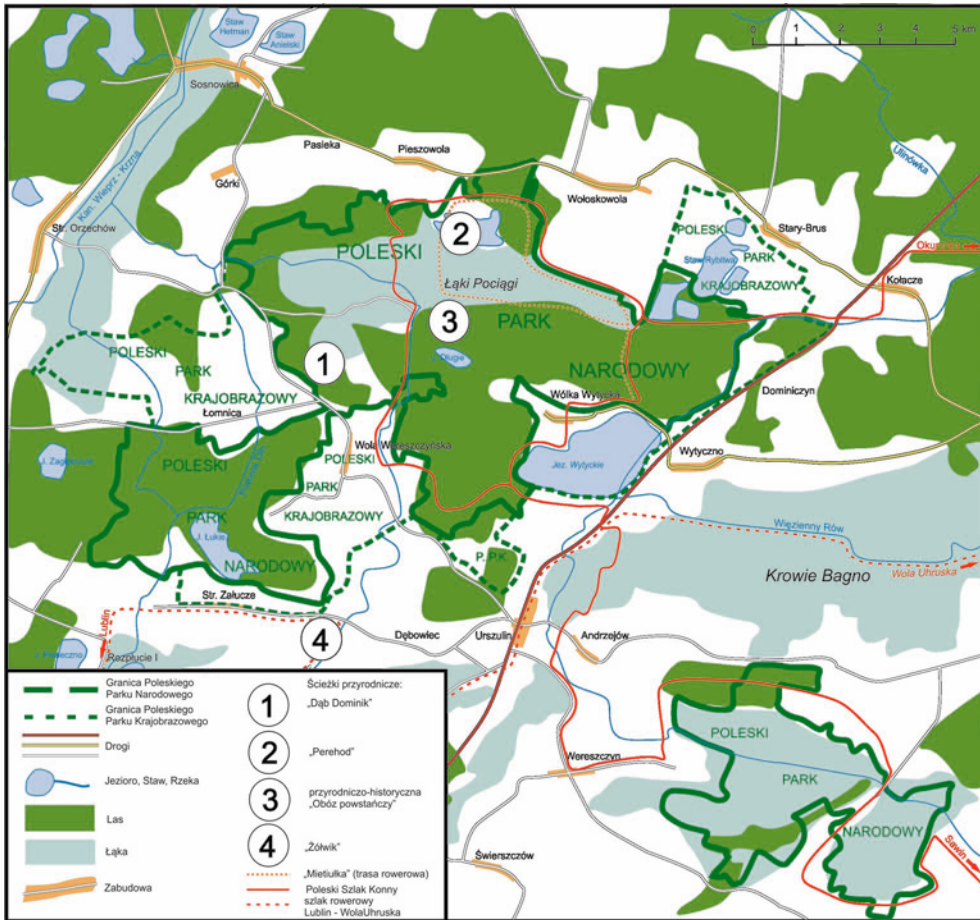 Staw
Hetman
Staw
Anielski
0 1 2 3 4 5 km
Sosnowica
Kan. Wieprz - Krzna
Pasieka
Pieszowola
Górki
Wołoskowola
Ulinówka
Str. Orzechów
POLESKI
2
POLESKI
PARK
KRAJOBRAZOWY
Staw Rybitwa
Stary-Brus
Okuninka
Kołacze
Łąki Pociągi
3
PARK
Długie
NARODOWY
1
POLESKI
PARK
KRAJOBRAZOWY
Łomnica
Wólka Wytycka
Dominiczyn
Wola Wereszczyńska
Jez. Wytyckie
Wytyczno
J. Zagłębocze
POLESKI
PARK
J. Łukie
NARODOWY
POLESKI
PARK
KRAJOBRAZOWY
P. P.K.
Więzienny Rów
Wola Uhruska
Krowie Bagno
Str. Załucze
Lublin
4
Dębowiec
Urszulin
Andrzejów
Rozpłucie I
Wereszczyn
Świerszczów
POLESKI
PARK
NARODOWY
Sawin
Granica Poleskiego
Parku Narodowego
Granica Poleskiego
Parku Krajobrazowego
Drogi
Jezioro, Staw, Rzeka
Las
Łąka
Zabudowa
Ścieżki przyrodnicze:
1 „Dąb Dominik"
2 „Perehod"
3 przyrodniczo-historyczna
„Obóz powstańczy"
4 „Żółwik"
„Mietiułka" (trasa rowerowa)
Poleski Szlak Konny
szlak rowerowy
Lublin - WolaUhruska